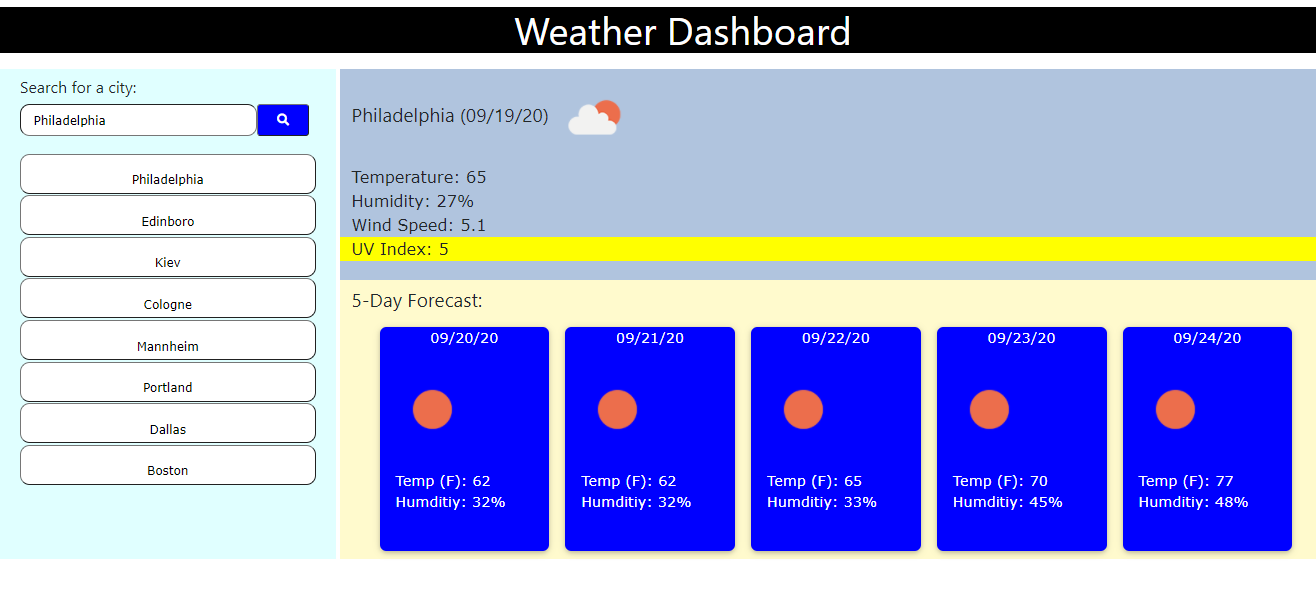 Weather Dashboard
Search for a city:
Philadelphia
Philadelphia
Edinboro
Kiev
Cologne
Mannheim
Portland
Dallas
Boston
Philadelphia (09/19/20)
Temperature: 65
Humidity: 27%
Wind Speed: 5.1
UV Index: 5
5-Day Forecast:
09/20/20
Temp (F): 62
Humditiy: 32%
09/21/20
Temp (F): 62
Humditiy: 32%
09/22/20
Temp (F): 65
Humditiy: 33%
09/23/20
Temp (F): 70
Humditiy: 45%
09/24/20
Temp (F): 77
Humditiy: 48%